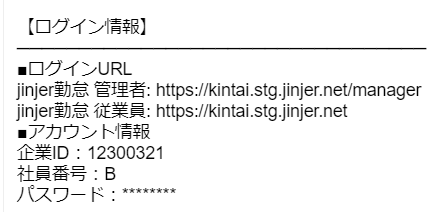 【ログイン情報】
■ログインURL
jinjer勤怠 管理者: https://kintai.stg.jinjer.net/manager
jinjer勤怠 従業員: https://kintai.stg.jinjer.net
■アカウント情報
企業ID：12300321
社員番号：B
パスワード：********